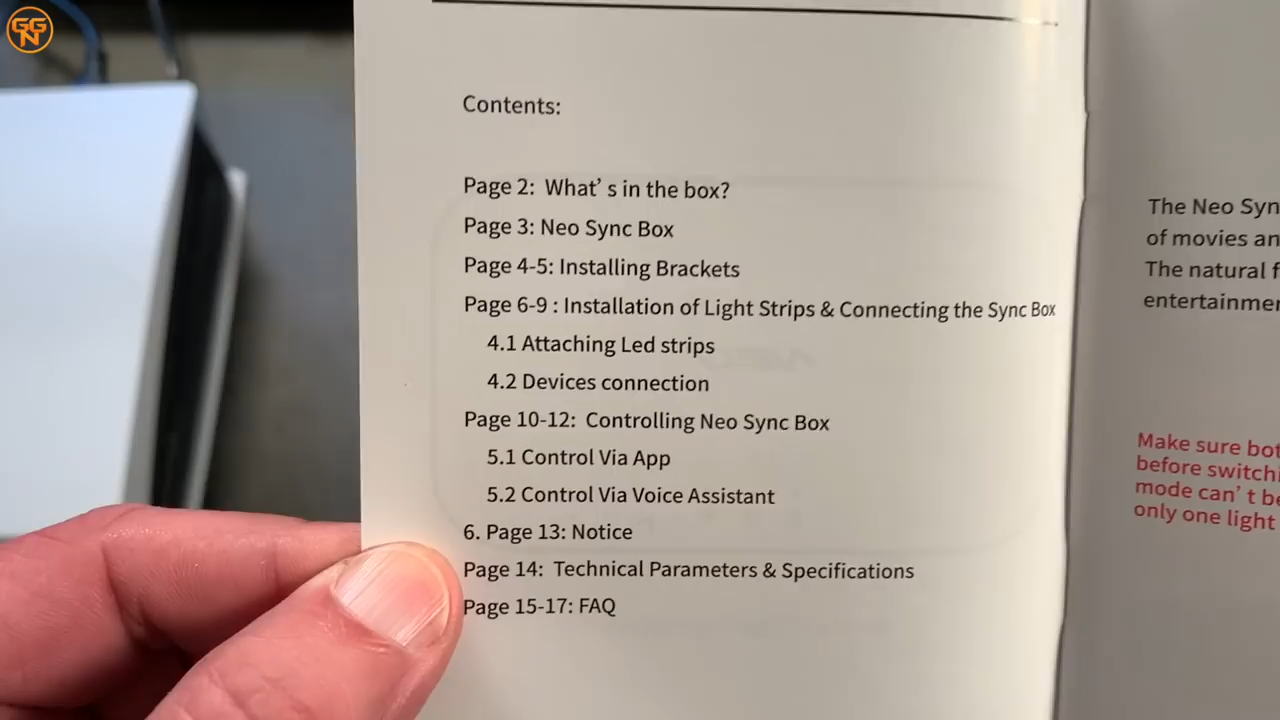 GGN
Contents:
Page 2: What's in the box?
Page 3: Neo Sync Box
Page 4-5: Installing Brackets
Page 6-9 : Installation of Light Strips & Connecting the Sync Box
4.1 Attaching Led strips
4.2 Devices connection
Page 10-12: Controlling Neo Sync Box
5.1 Control Via App
5.2 Control Via Voice Assistant
6. Page 13: Notice
Page 14: Technical Parameters & Specifications
Page 15-17: FAQ
The Neo Syn
of movies an
The natural f
entertainmer
Make sure bot
before switchi
mode can't be
only one light